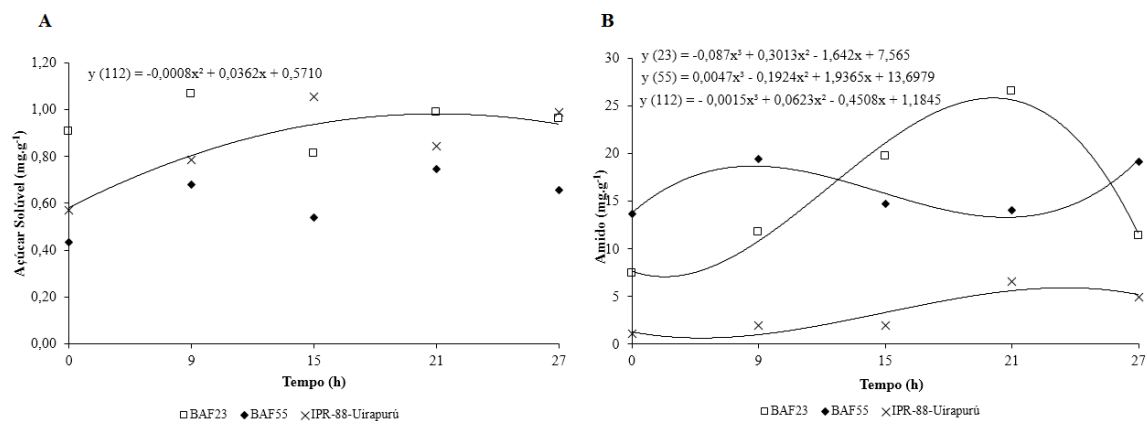 A
y (112) = -0,0008x² + 0,0362x + 0,5710
1,20
1,00
0,80
0,60
0,40
0,20
0,00
Açúcar Solúvel (mg.g⁻¹)
0 9 15 21 27
Tempo (h)
BAF23 BAF55 IPR-88-Uirapurú
B
y (23) = -0,087x³ + 0,3013x² - 1,642x + 7,565
y (55) = 0,0047x³ - 0,1924x² + 1,9365x + 13,6979
y (112) = - 0,0015x³ + 0,0623x² - 0,4508x + 1,1845
30
25
20
15
10
5
0
Amido (mg.g⁻¹)
0 9 15 21 27
Tempo (h)
BAF23 BAF55 IPR-88-Uirapurú